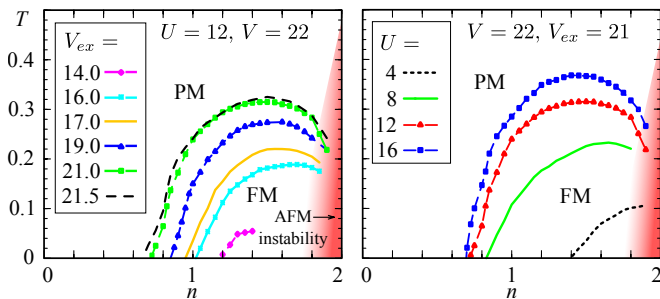 T
V_ex =
14.0
16.0
17.0
19.0
21.0
21.5
U = 12, V = 22
PM
FM
AFM
instability
0.4
0.3
0.2
0.1
0
0
1
2
n
U =
4
8
12
16
V = 22, V_ex = 21
PM
FM
0
1
2
n